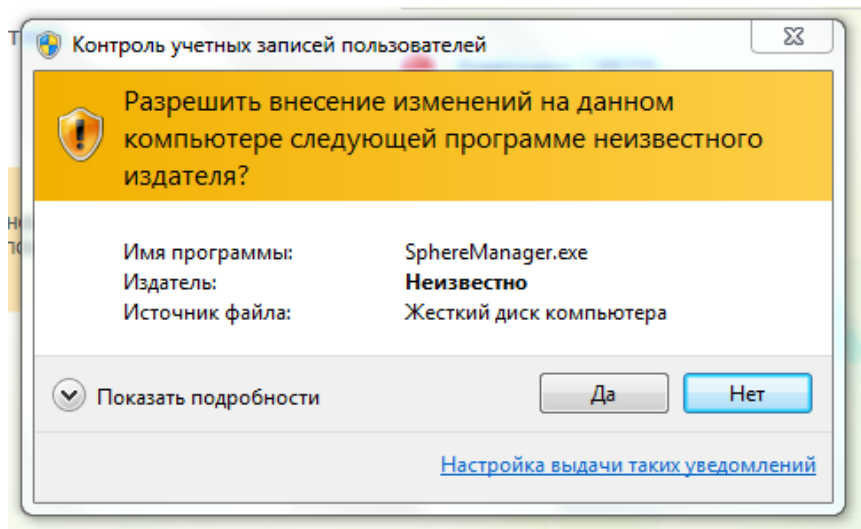 Контроль учетных записей пользователей
Разрешить внесение изменений на данном
компьютере следующей программе неизвестного
издателя?
Имя программы: SphereManager.exe
Издатель: Неизвестно
Источник файла: Жесткий диск компьютера
Показать подробности
Да
Нет
Настройка выдачи таких уведомлений